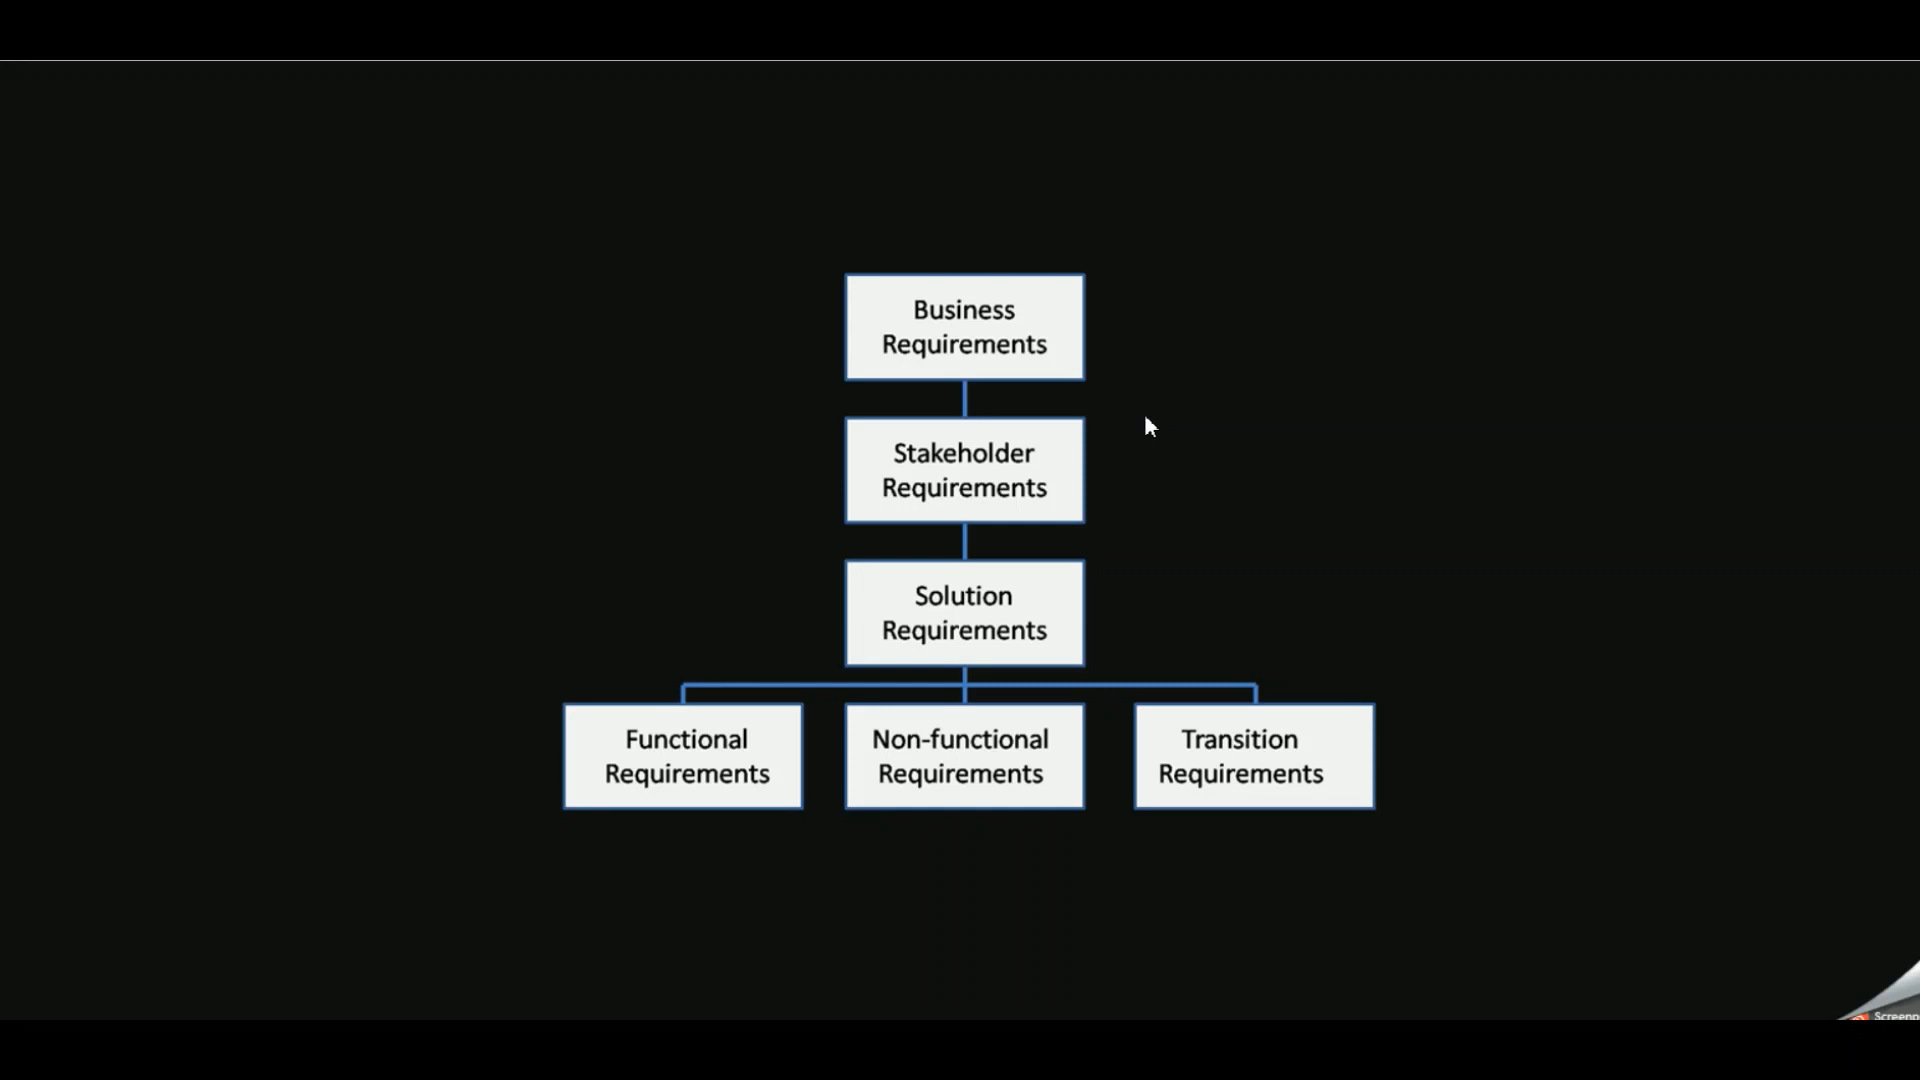 Business
Requirements
Stakeholder
Requirements
Solution
Requirements
Functional
Requirements
Non-functional
Requirements
Transition
Requirements